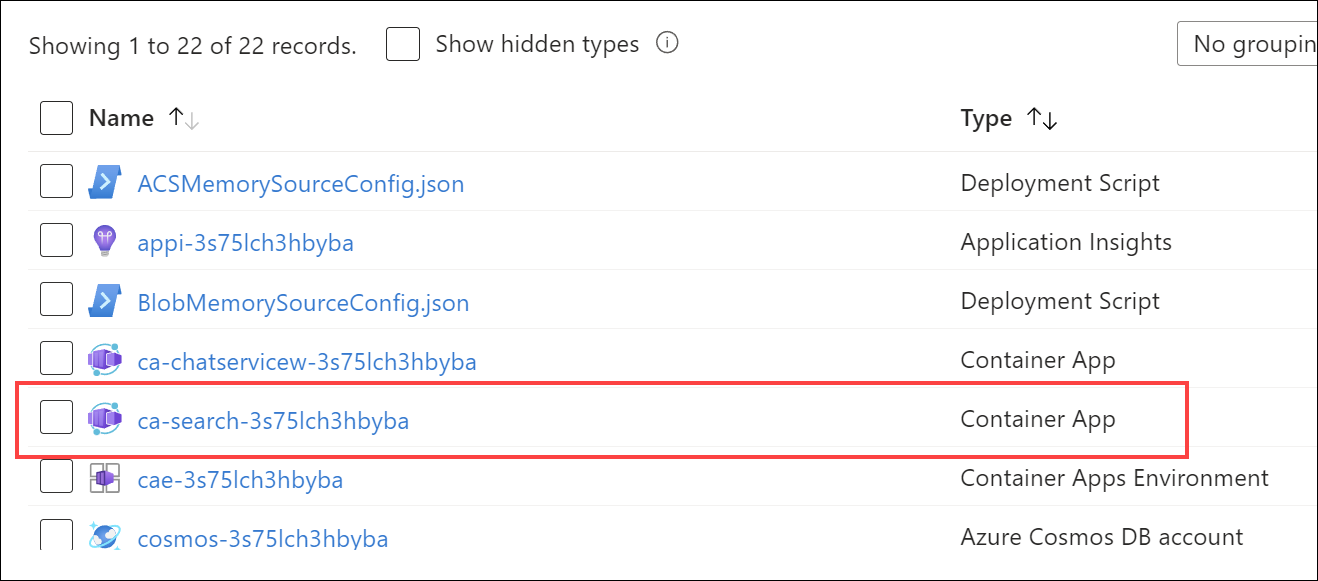 Showing 1 to 22 of 22 records. Show hidden types No groupin
Name Type
ACSMemorySourceConfig.json Deployment Script
appi-3s75lch3hbyba Application Insights
BlobMemorySourceConfig.json Deployment Script
ca-chatservicew-3s75lch3hbyba Container App
ca-search-3s75lch3hbyba Container App
cae-3s75lch3hbyba Container Apps Environment
cosmos-3s75lch3hbyba Azure Cosmos DB account